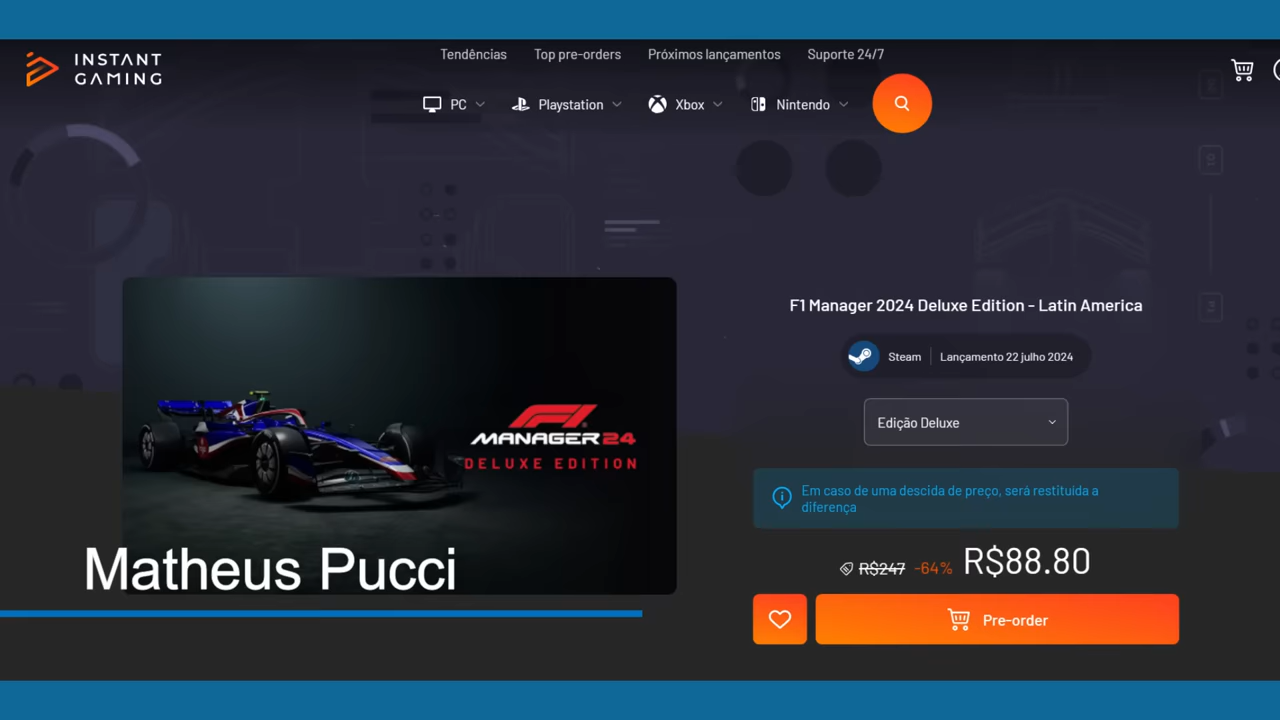 INSTANT
GAMING
Tendências
Top pre-orders
Próximos lançamentos
Suporte 24/7
PC
Playstation
Xbox
Nintendo
F1 Manager 2024 Deluxe Edition - Latin America
Steam
Lançamento 22 julho 2024
Edição Deluxe
Em caso de uma descida de preço, será restituída a
diferença
R$247 -64% R$88.80
Pre-order
F1
MANAGER24
DELUXE EDITION
Matheus Pucci